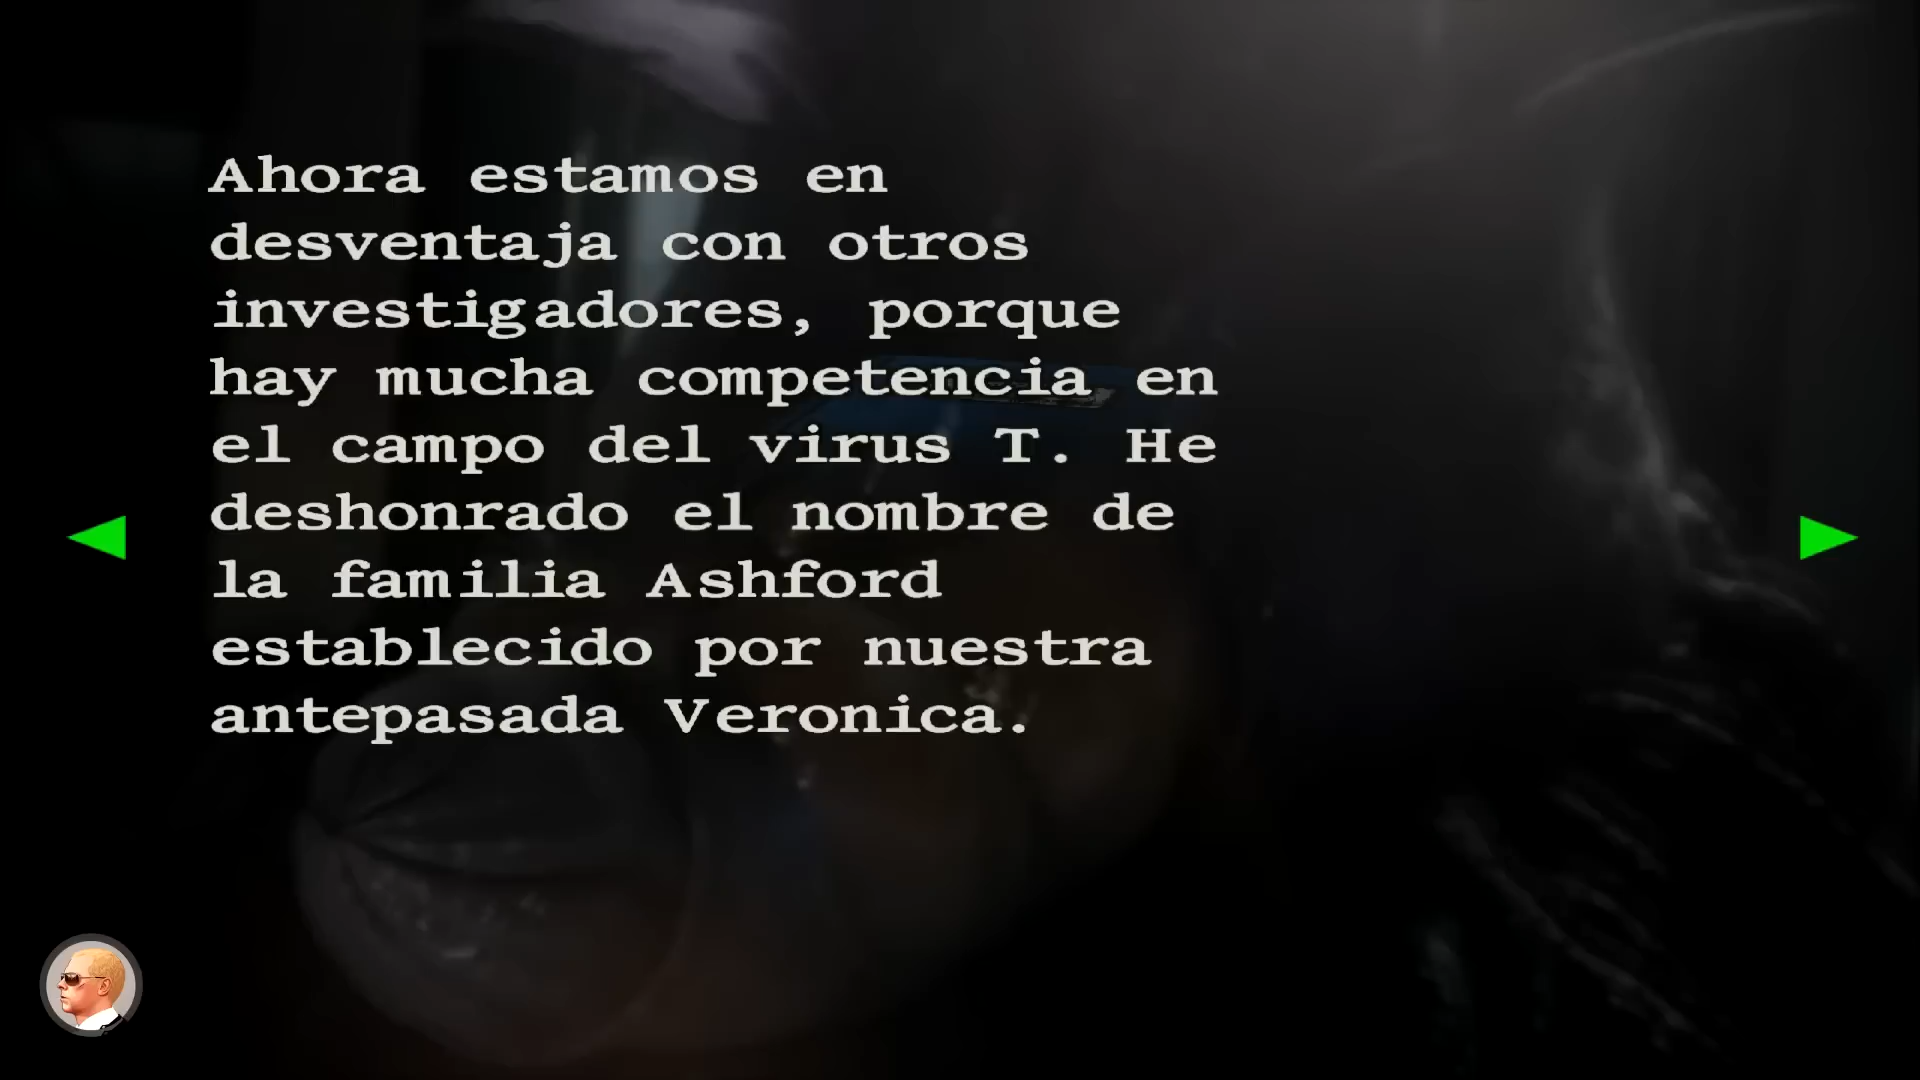 Ahora estamos en
desventaja con otros
investigadores, porque
hay mucha competencia en
el campo del virus T. He
deshonrado el nombre de
la familia Ashford
establecido por nuestra
antepasada Veronica.